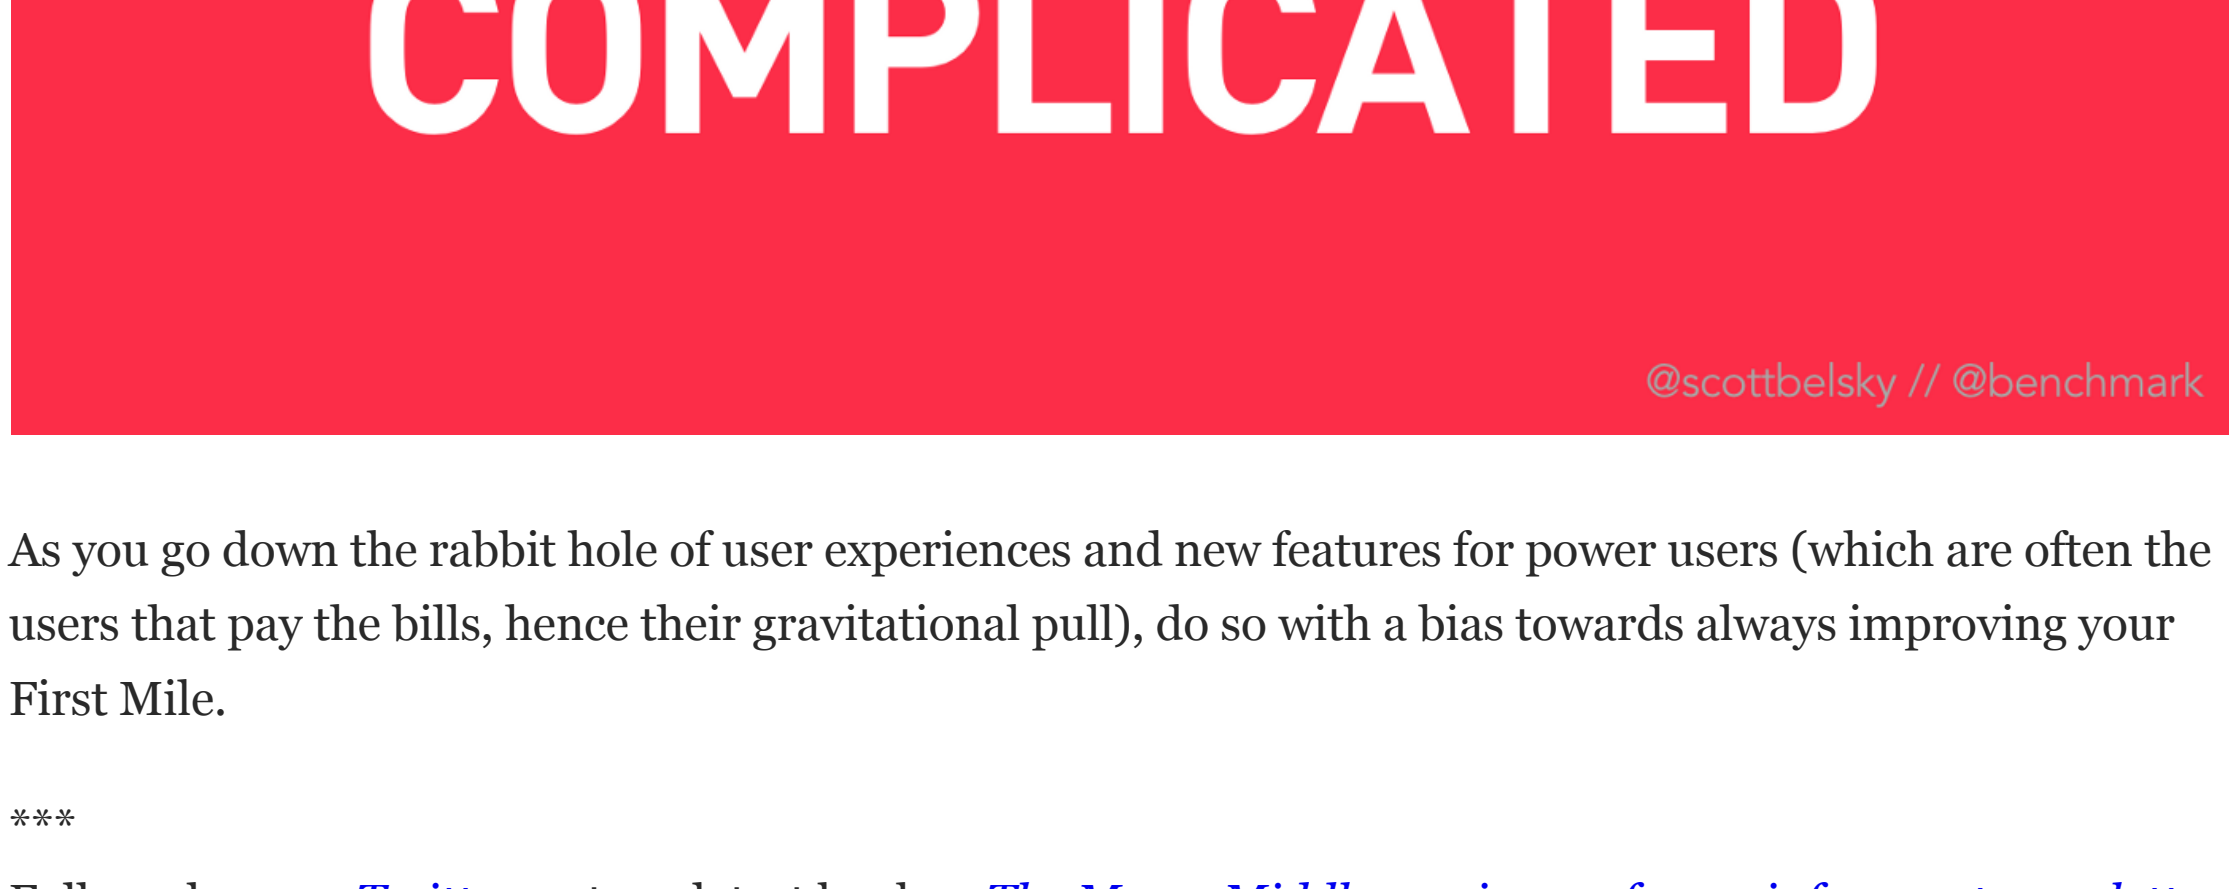 COMPLICATED
@scottbelsky // @benchmark
As you go down the rabbit hole of user experiences and new features for power users (which are often the
users that pay the bills, hence their gravitational pull), do so with a bias towards always improving your
First Mile.
***